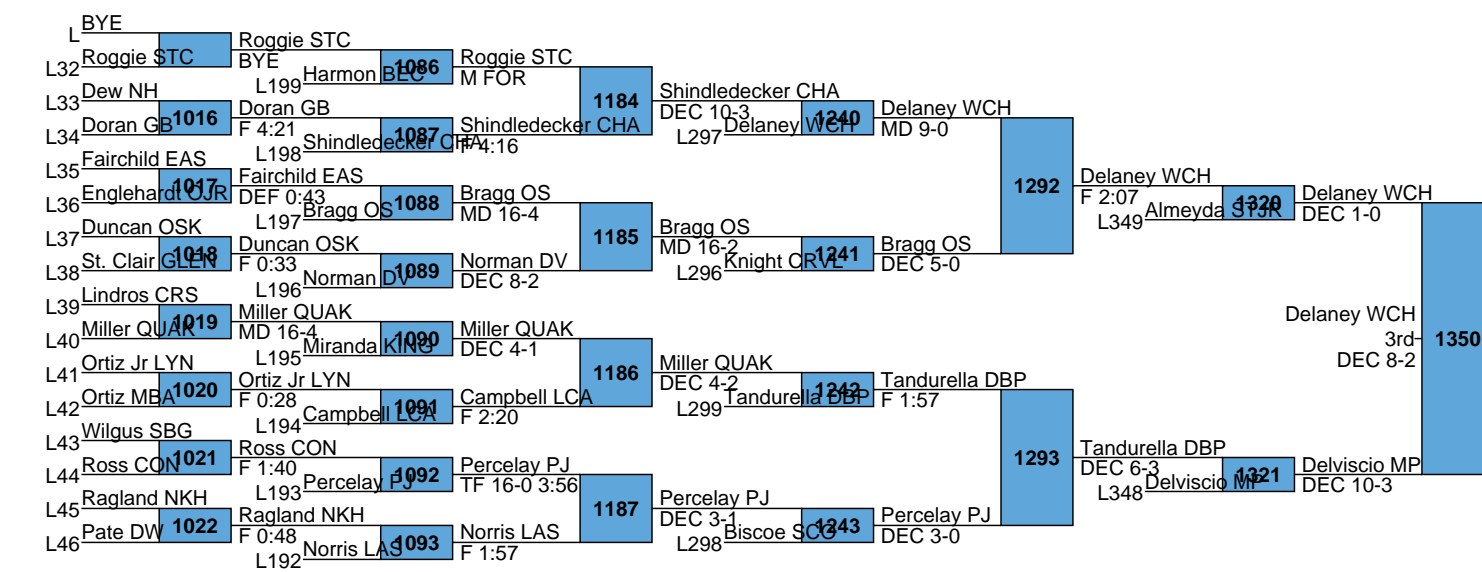 BYE
L
Roggie STC
L32
Dew NH
L33
1016
Doran GB
L34
Fairchild EAS
L35
1017
Englehardt OJR
L36
Duncan OSK
L37
1018
St. Clair GLEN
L38
Lindros CRS
L39
1019
Miller QUAK
L40
Ortiz Jr LYN
L41
1020
Ortiz MBA
L42
Wilgus SBG
L43
1021
Ross CON
L44
Ragland NKH
L45
1022
Pate DW
L46
Roggie STC
BYE
1086
L199
Harmon BEC
Doran GB
F 4:21
1087
L198
Shindledecker CHA
Fairchild EAS
DEF 0:43
1088
L197
Bragg OS
Duncan OSK
F 0:33
1089
L196
Norman DV
Miller QUAK
MD 16-4
1090
L195
Miranda KING
Ortiz Jr LYN
F 0:28
1091
L194
Campbell LCA
Ross CON
F 1:40
1092
L193
Percelay PJ
Ragland NKH
F 0:48
1093
L192
Norris LAS
Roggie STC
M FOR
1184
Shindledecker CHA
F 4:16
Bragg OS
MD 16-4
1185
Norman DV
DEC 8-2
Miller QUAK
DEC 4-1
1186
Campbell LCA
F 2:20
Percelay PJ
TF 16-0 3:56
1187
Norris LAS
F 1:57
Shindledecker CHA
DEC 10-3
1240
L297
Delaney WCH
Bragg OS
MD 16-2
1241
L296
Knight CRVL
Miller QUAK
DEC 4-2
1242
L299
Tandurella DBP
Percelay PJ
DEC 3-1
1243
L298
Biscoe SCO
Delaney WCH
MD 9-0
1292
Bragg OS
DEC 5-0
Tandurella DBP
F 1:57
1293
Percelay PJ
DEC 3-0
Delaney WCH
F 2:07
1320
L349
Almeyda STJR
Tandurella DBP
DEC 6-3
1321
L348
Delviscio MP
Delaney WCH
DEC 1-0
1350
Delviscio MP
DEC 10-3
Delaney WCH
3rd
DEC 8-2